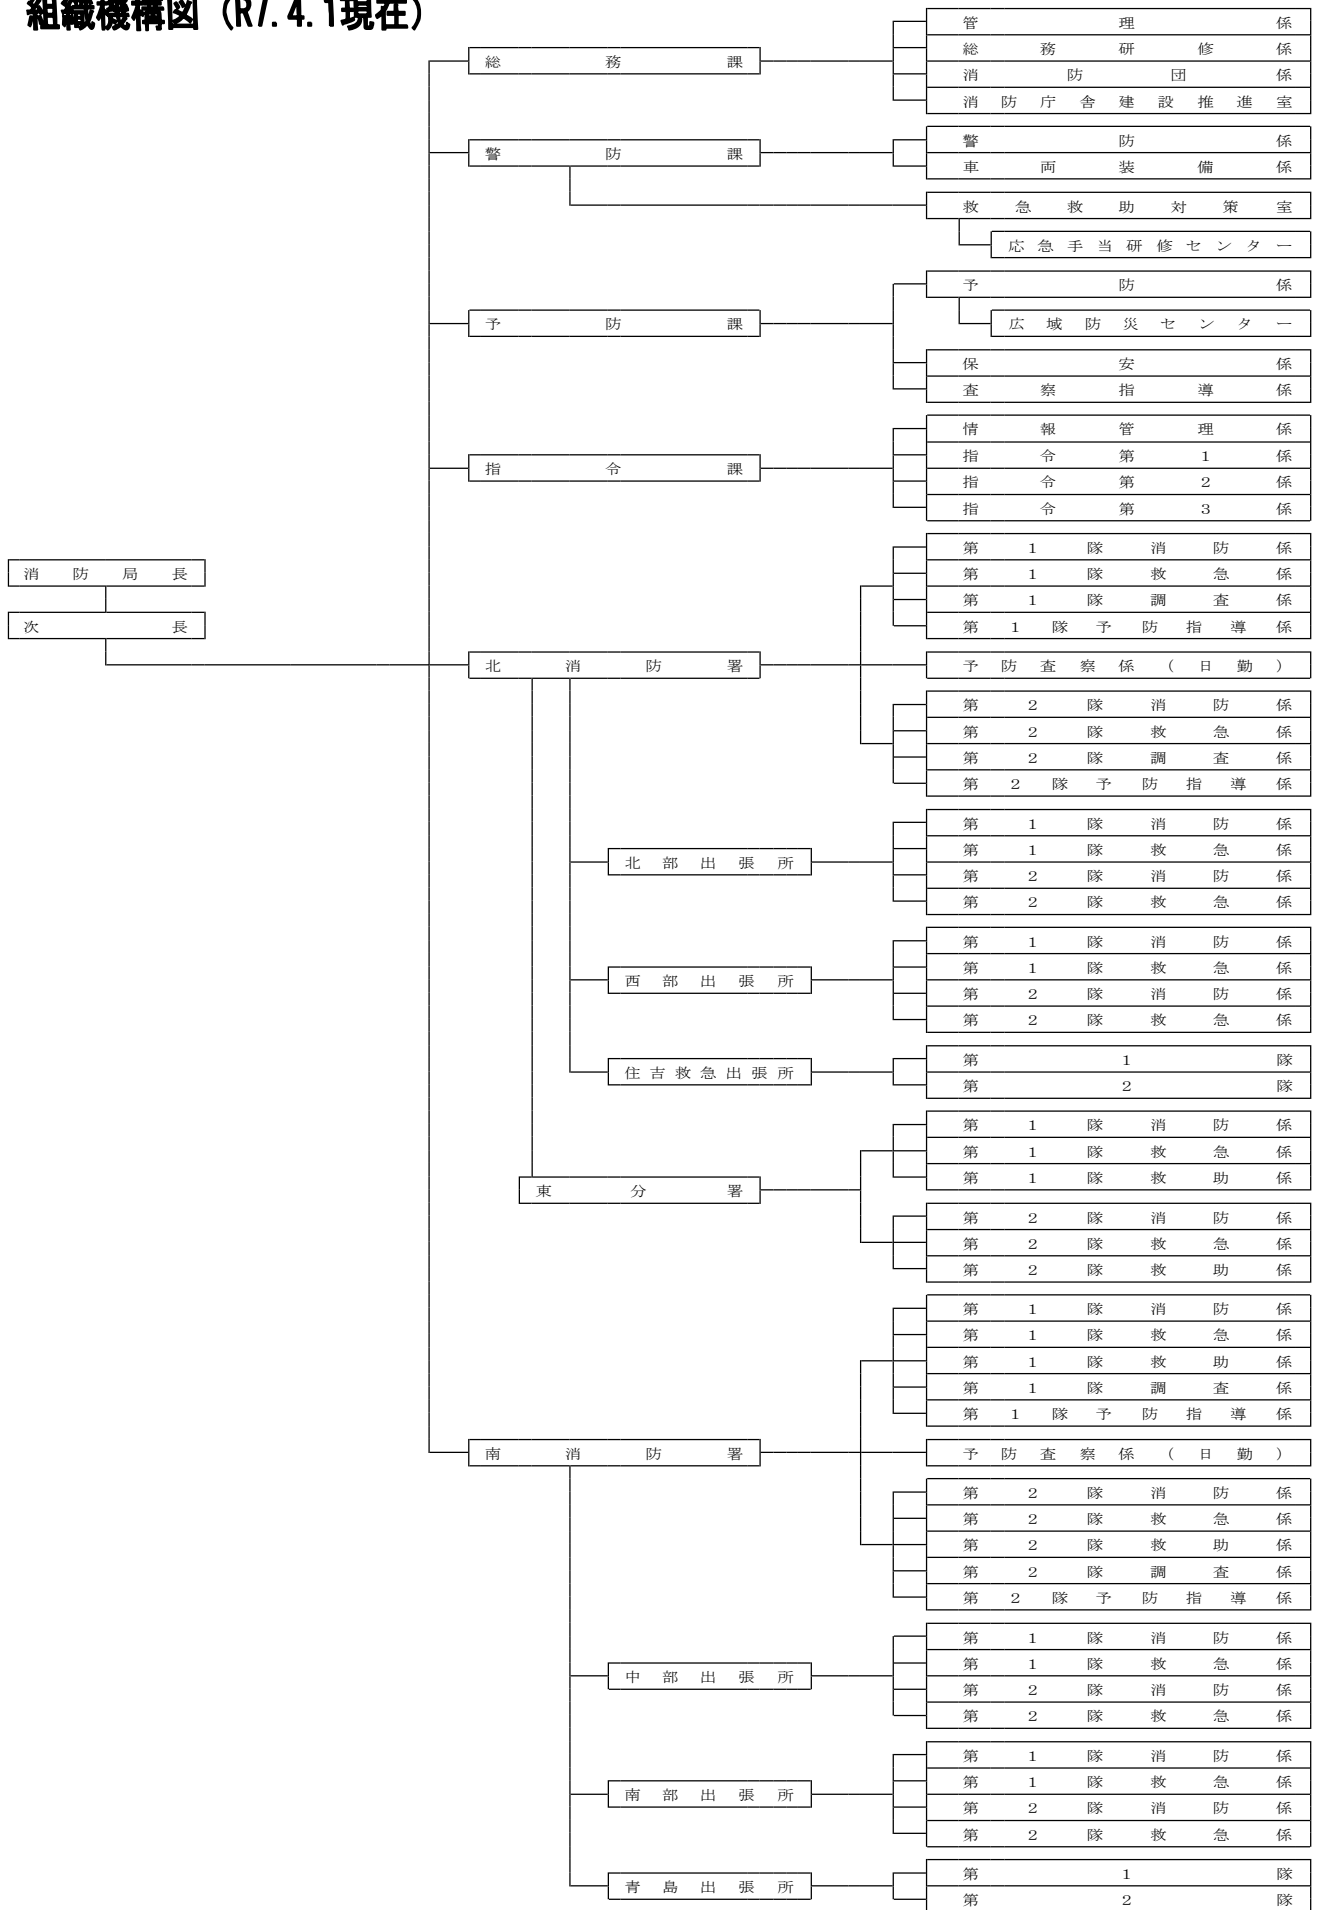 組織機構図（R7.4.1現在）
管理係
総務研修係
総務課
消防団係
消防庁舎建設推進室
警防係
警防課
車両装備係
救急救助対策室
応急手当研修センター
予防係
予防課
広域防災センター
保安係
査察指導係
情報管理係
指令第1係
指令課
指令第2係
指令第3係
消防局長
次長
第1隊消防係
第1隊救急係
第1隊調査係
第1隊予防指導係
北消防署
予防査察係（日勤）
第2隊消防係
第2隊救急係
第2隊調査係
第2隊予防指導係
北部出張所
第1隊消防係
第1隊救急係
第2隊消防係
第2隊救急係
西部出張所
第1隊消防係
第1隊救急係
第2隊消防係
第2隊救急係
住吉救急出張所
第1隊
第2隊
東分署
第1隊消防係
第1隊救急係
第1隊救助係
第2隊消防係
第2隊救急係
第2隊救助係
第1隊消防係
第1隊救急係
第1隊救助係
第1隊調査係
第1隊予防指導係
南消防署
予防査察係（日勤）
第2隊消防係
第2隊救急係
第2隊救助係
第2隊調査係
第2隊予防指導係
中部出張所
第1隊消防係
第1隊救急係
第2隊消防係
第2隊救急係
南部出張所
第1隊消防係
第1隊救急係
第2隊消防係
第2隊救急係
青島出張所
第1隊
第2隊